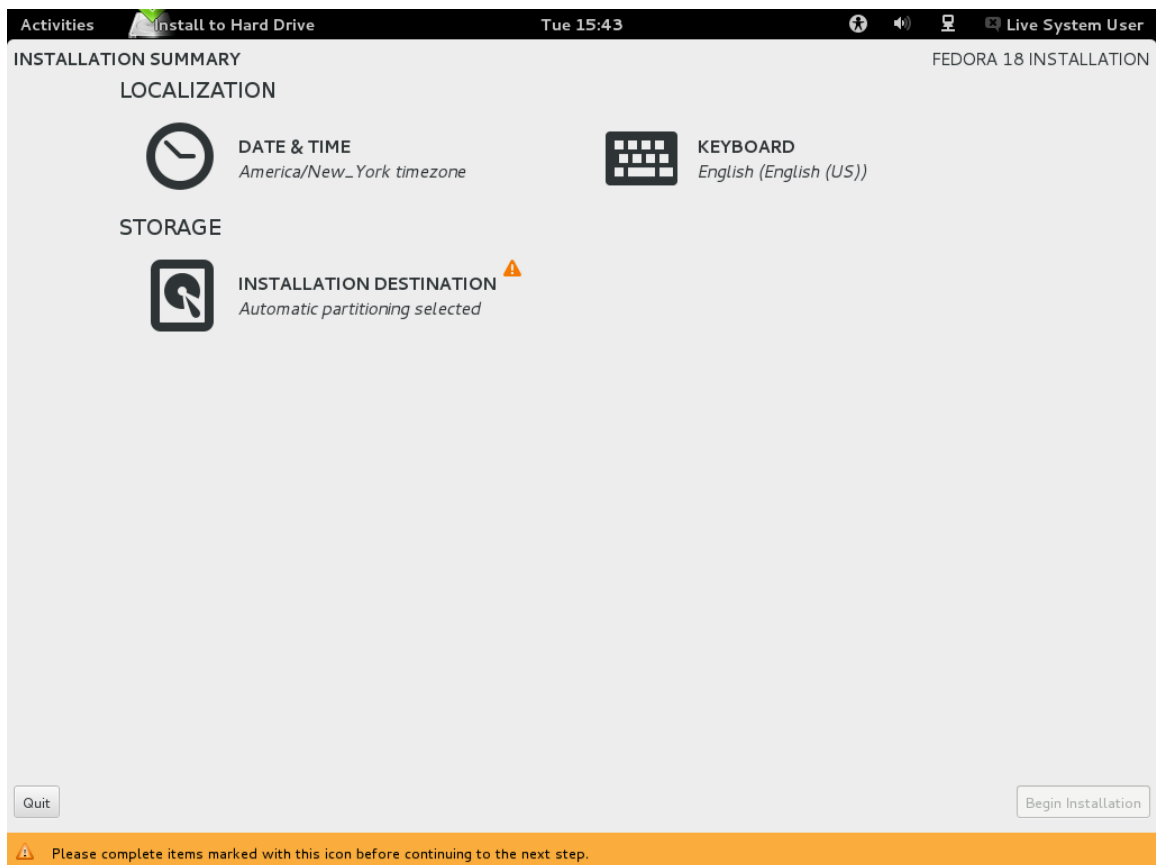 Activities Install to Hard Drive Tue 15:43 Live System User
INSTALLATION SUMMARY FEDORA 18 INSTALLATION
LOCALIZATION
DATE & TIME KEYBOARD
America/New_York timezone English (English (US))
STORAGE
INSTALLATION DESTINATION
Automatic partitioning selected
Quit Begin Installation
Please complete items marked with this icon before continuing to the next step.